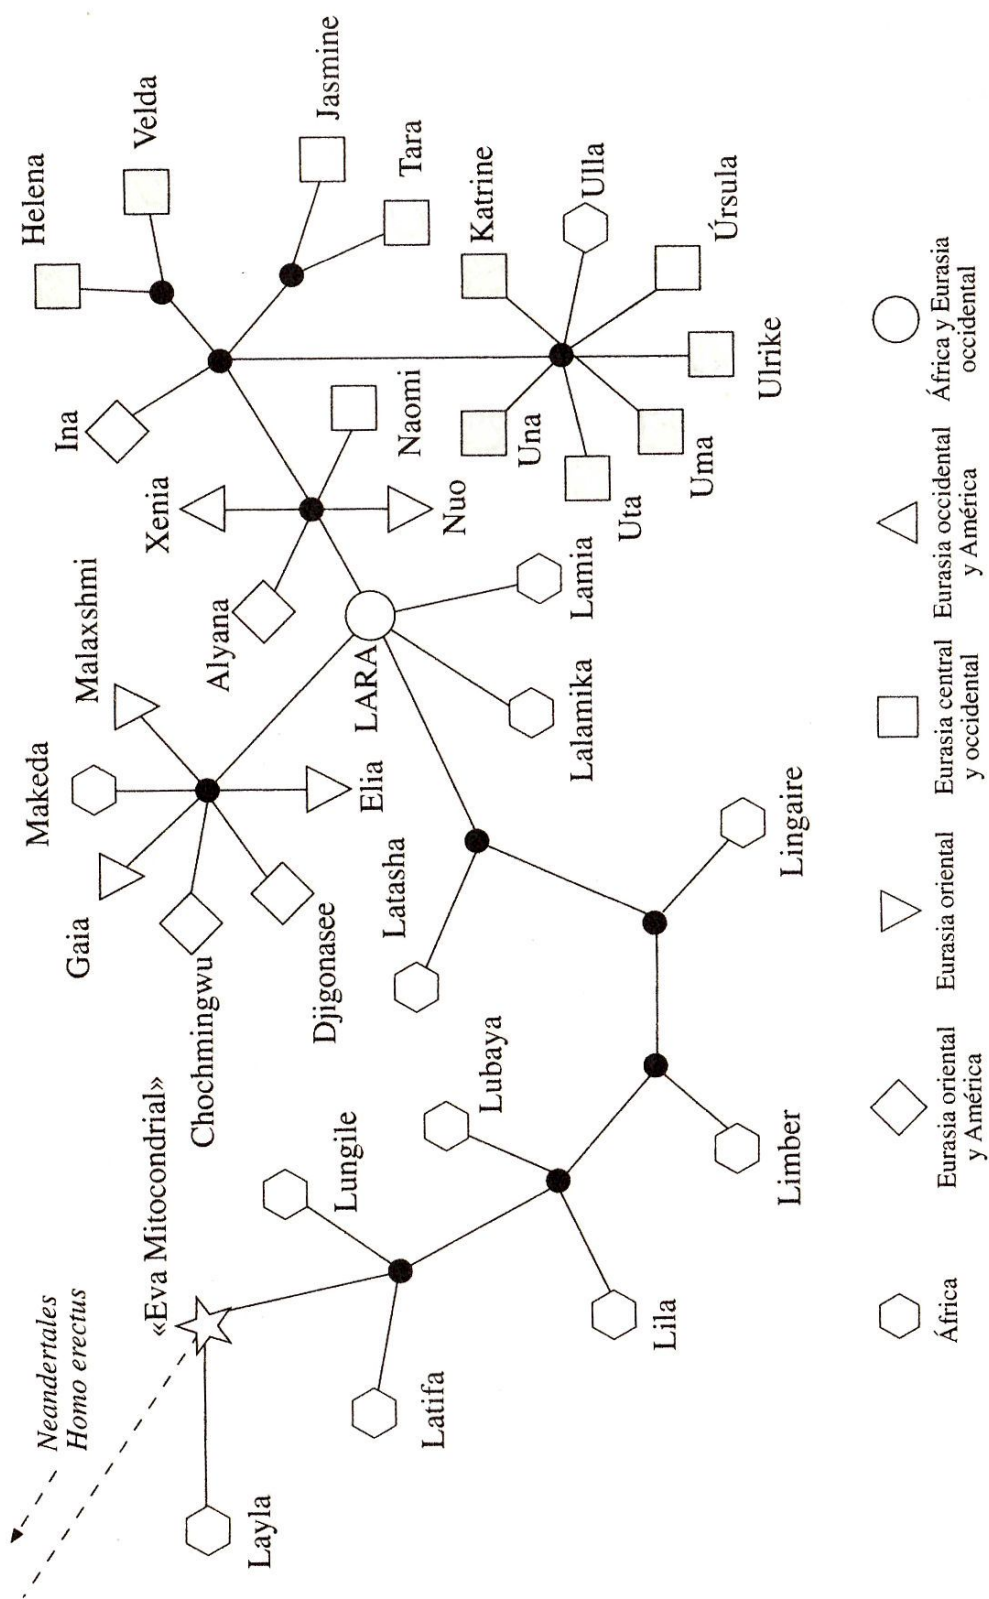 Neandertales
Homo erectus
«Eva Mitocondrial»
Layla
Latifa
Lungile
Lila
Lubaya
Limber
Lingaire
Latasha
Lalamika
Lamia
LARA
Djigonasee
Chochmingwu
Gaia
Makeda
Malaxshmi
Elia
Alyana
Xenia
Nuo
Naomi
Ina
Helena
Velda
Jasmine
Tara
Katrine
Ulla
Úrsula
Ulrike
Uma
Uta
Una
África
Eurasia oriental
y América
Eurasia oriental
Eurasia central
y occidental
Eurasia occidental
y América
África y Eurasia
occidental